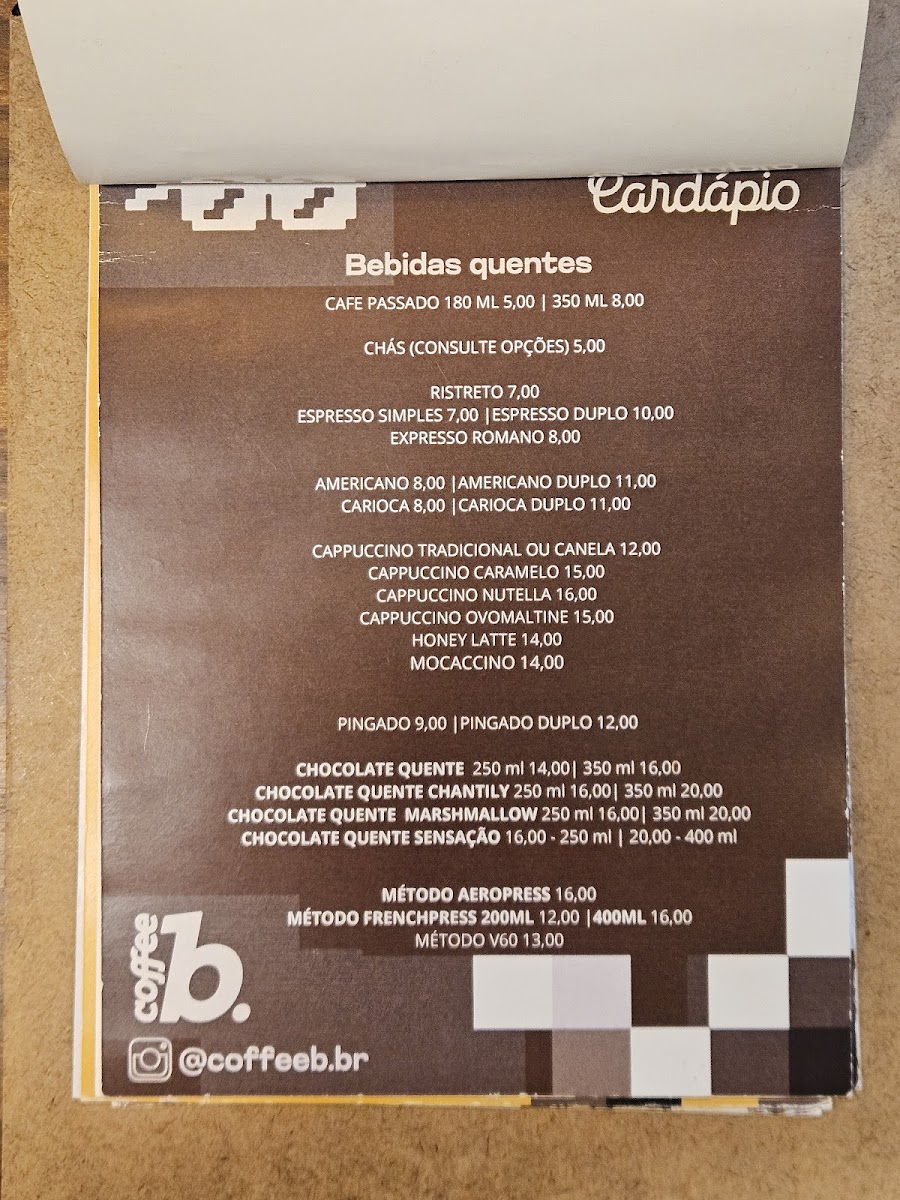 Cardápio
Bebidas quentes
CAFE PASSADO 180 ML 5,00 | 350 ML 8,00
CHÁS (CONSULTE OPÇÕES) 5,00
RISTRETO 7,00
ESPRESSO SIMPLES 7,00 |ESPRESSO DUPLO 10,00
EXPRESSO ROMANO 8,00
AMERICANO 8,00 |AMERICANO DUPLO 11,00
CARIOCA 8,00 |CARIOCA DUPLO 11,00
CAPPUCCINO TRADICIONAL OU CANELA 12,00
CAPPUCCINO CARAMELO 15,00
CAPPUCCINO NUTELLA 16,00
CAPPUCCINO OVOMALTINE 15,00
HONEY LATTE 14,00
MOCACCINO 14,00
PINGADO 9,00 |PINGADO DUPLO 12,00
CHOCOLATE QUENTE 250 ml 14,00| 350 ml 16,00
CHOCOLATE QUENTE CHANTILY 250 ml 16,00| 350 ml 20,00
CHOCOLATE QUENTE MARSHMALLOW 250 ml 16,00| 350 ml 20,00
CHOCOLATE QUENTE SENSAÇÃO 16,00 - 250 ml | 20,00 - 400 ml
MÉTODO AEROPRESS 16,00
MÉTODO FRENCHPRESS 200ML 12,00 |400ML 16,00
MÉTODO V60 13,00
coffee b.
@coffeeb.br